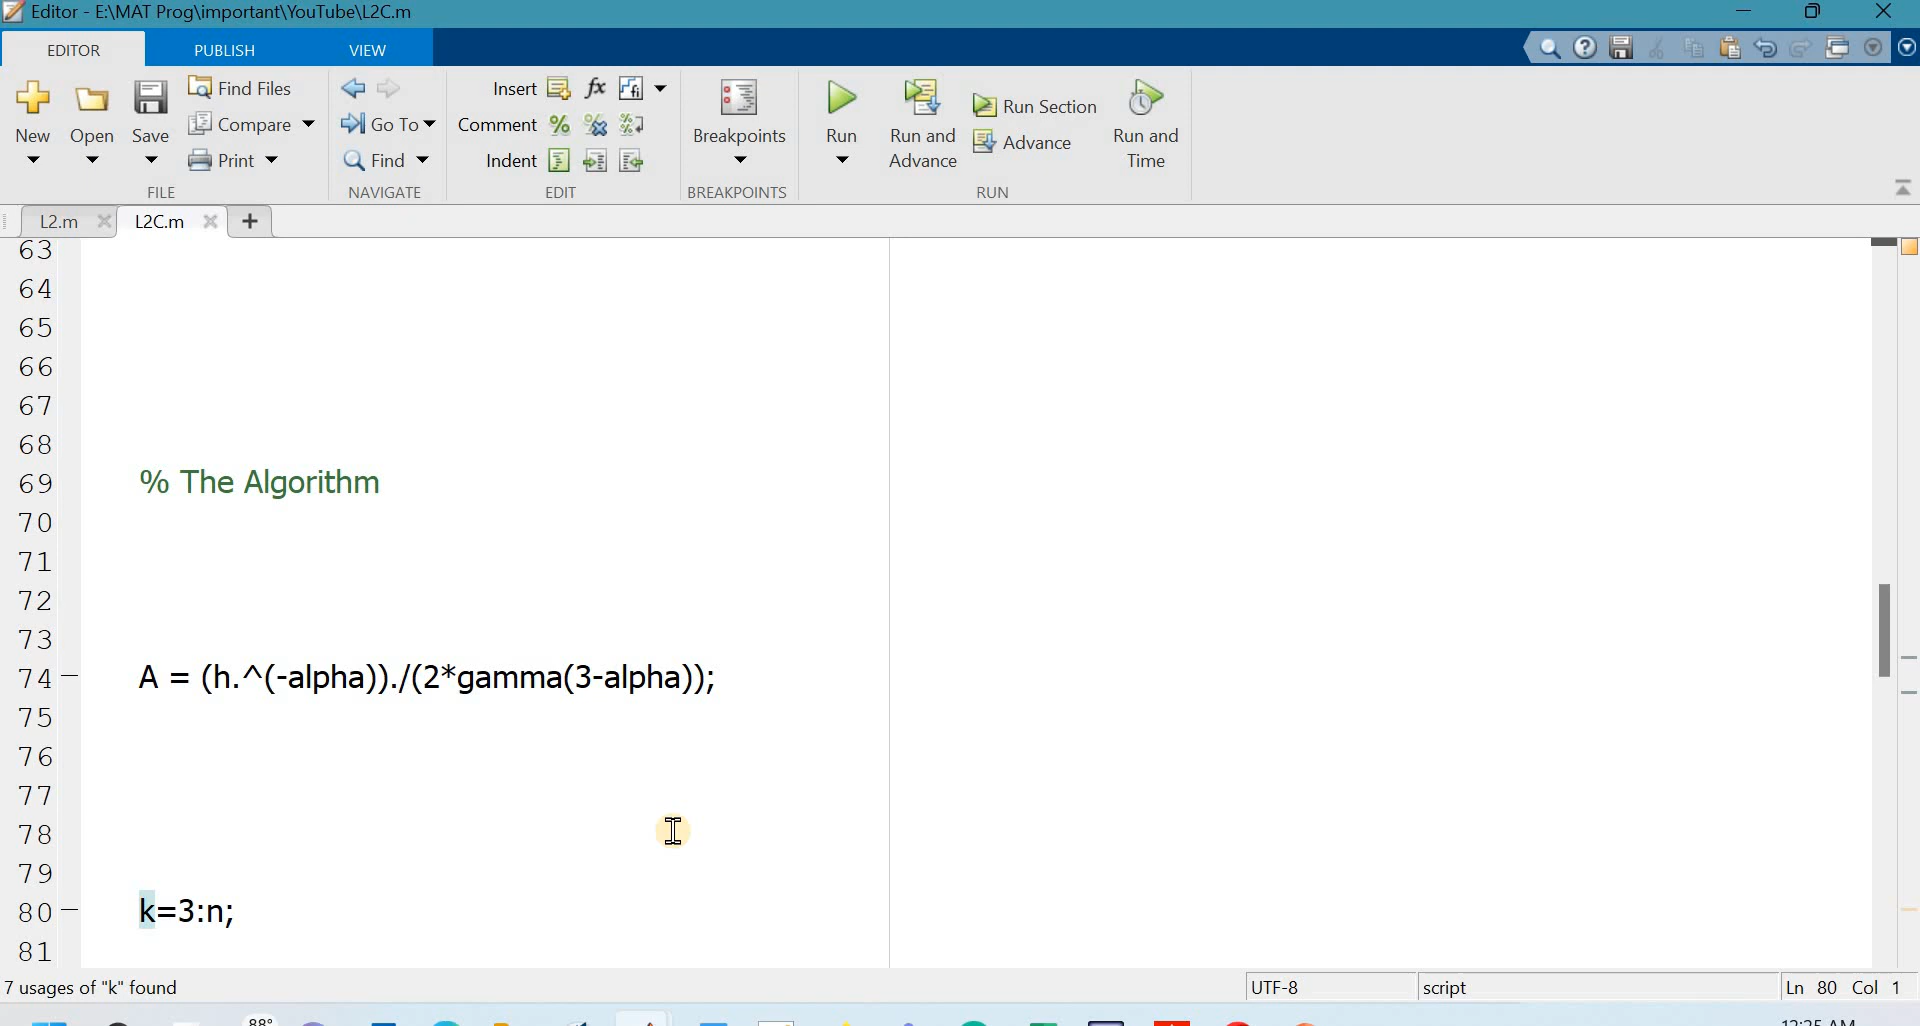 Editor - E:\MAT Prog\important\YouTube\L2C.m
EDITOR PUBLISH VIEW
New Open Save Find Files Compare Print
Go To Find
Insert Comment Indent
Breakpoints
Run Run and Advance Run Section Advance Run and Time
FILE NAVIGATE EDIT BREAKPOINTS RUN
L2.m L2C.m
63
64
65
66
67
68
69 % The Algorithm
70
71
72
73
74 A = (h.^(-alpha))./(2*gamma(3-alpha));
75
76
77
78
79
80 k=3:n;
81
7 usages of "k" found UTF-8 script Ln 80 Col 1
88°
12:35 AM